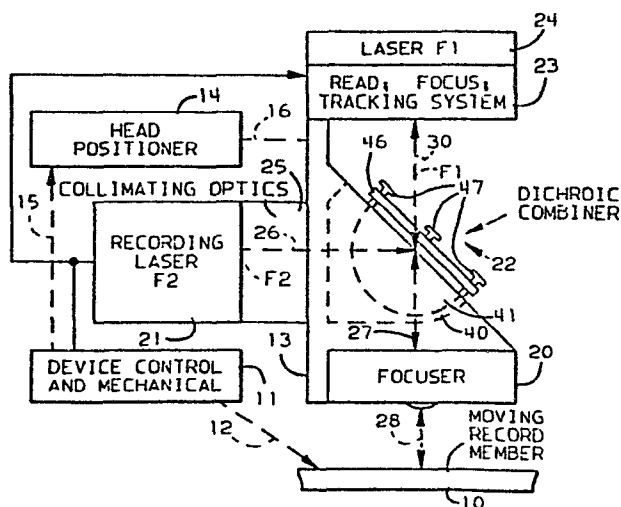 LASER F1
24
READ; FOCUS;
TRACKING SYSTEM
23
14
HEAD
POSITIONER
16
30
F1
46
47
25
COLLIMATING OPTICS
DICHROIC
COMBINER
22
15
26
RECORDING
LASER
F2
F2
27
41
40
21
13
DEVICE CONTROL
AND MECHANICAL
11
FOCUSER
20
12
28
MOVING
RECORD
MEMBER
10